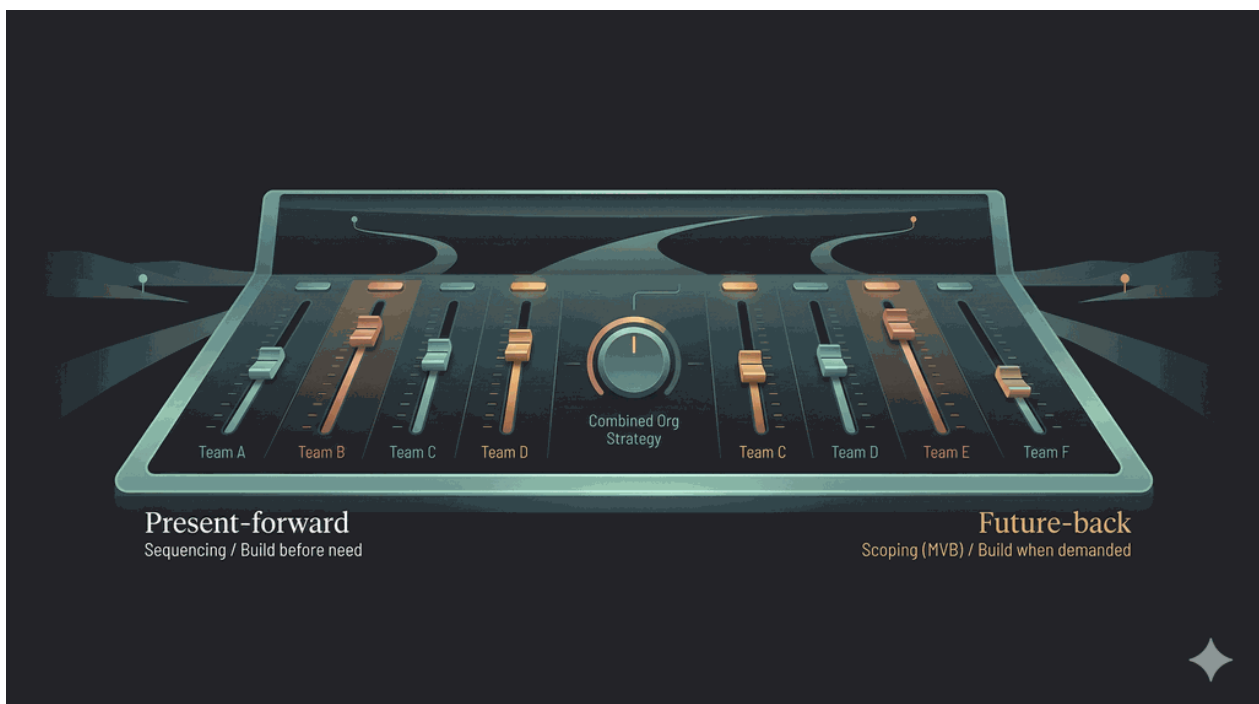 Team A
Team B
Team C
Team D
Combined Org
Strategy
Team C
Team D
Team E
Team F
Present-forward
Sequencing / Build before need
Future-back
Scoping (MVB) / Build when demanded